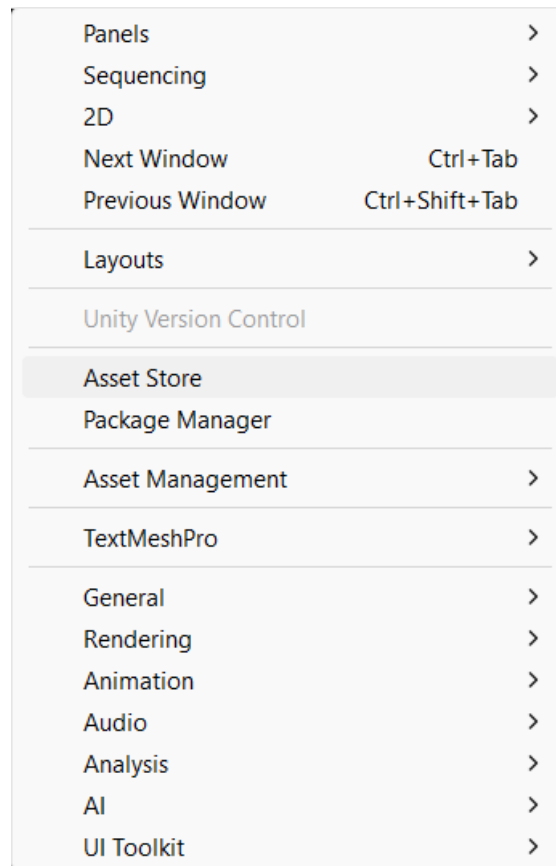 Panels
Sequencing
2D
Next Window Ctrl+Tab
Previous Window Ctrl+Shift+Tab
Layouts
Unity Version Control
Asset Store
Package Manager
Asset Management
TextMeshPro
General
Rendering
Animation
Audio
Analysis
AI
UI Toolkit